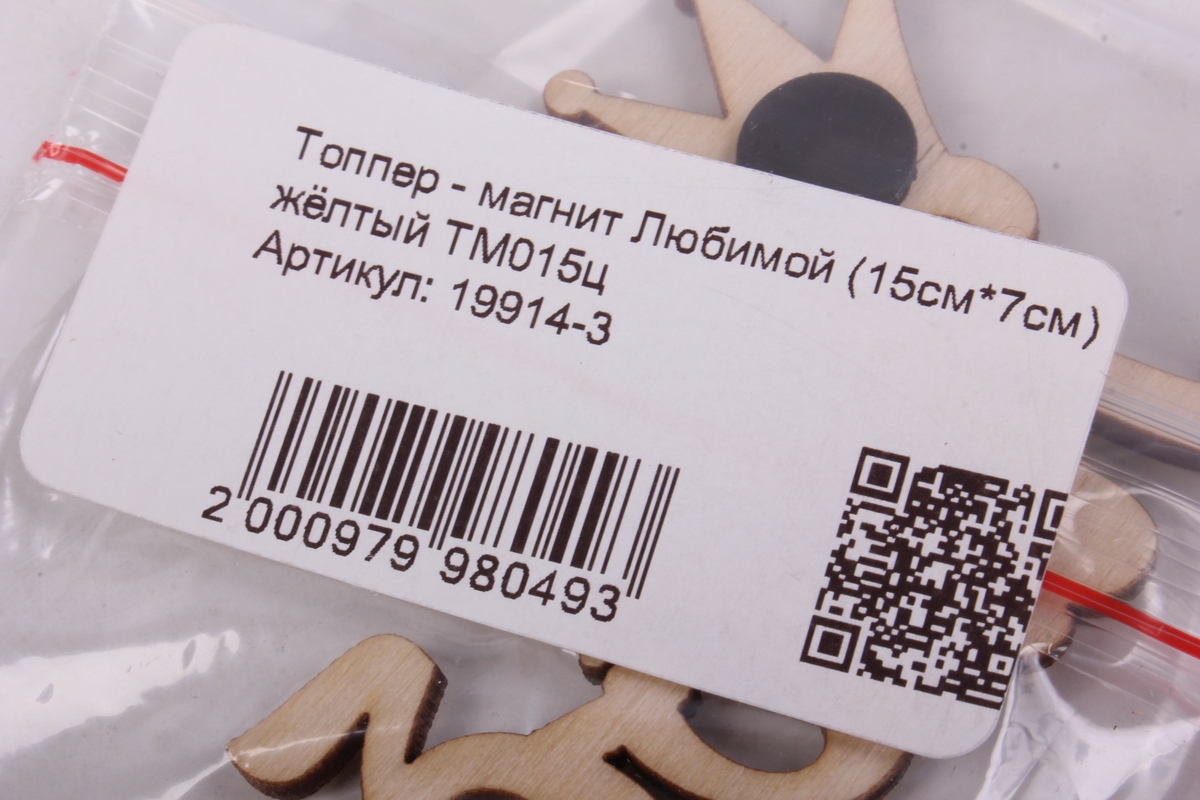 Топпер - магнит Любимой (15см*7см)
жёлтый ТМ015ц
Артикул: 19914-3
2 000979 980493